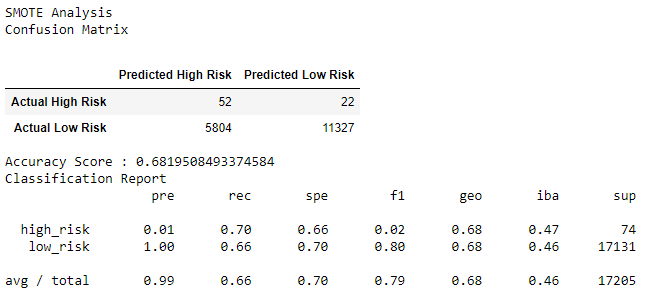 SMOTE Analysis
Confusion Matrix
Predicted High Risk Predicted Low Risk
Actual High Risk 52 22
Actual Low Risk 5804 11327
Accuracy Score : 0.6819508493374584
Classification Report
pre rec spe f1 geo iba sup
high_risk 0.01 0.70 0.66 0.02 0.68 0.47 74
low_risk 1.00 0.66 0.70 0.80 0.68 0.46 17131
avg / total 0.99 0.66 0.70 0.79 0.68 0.46 17205